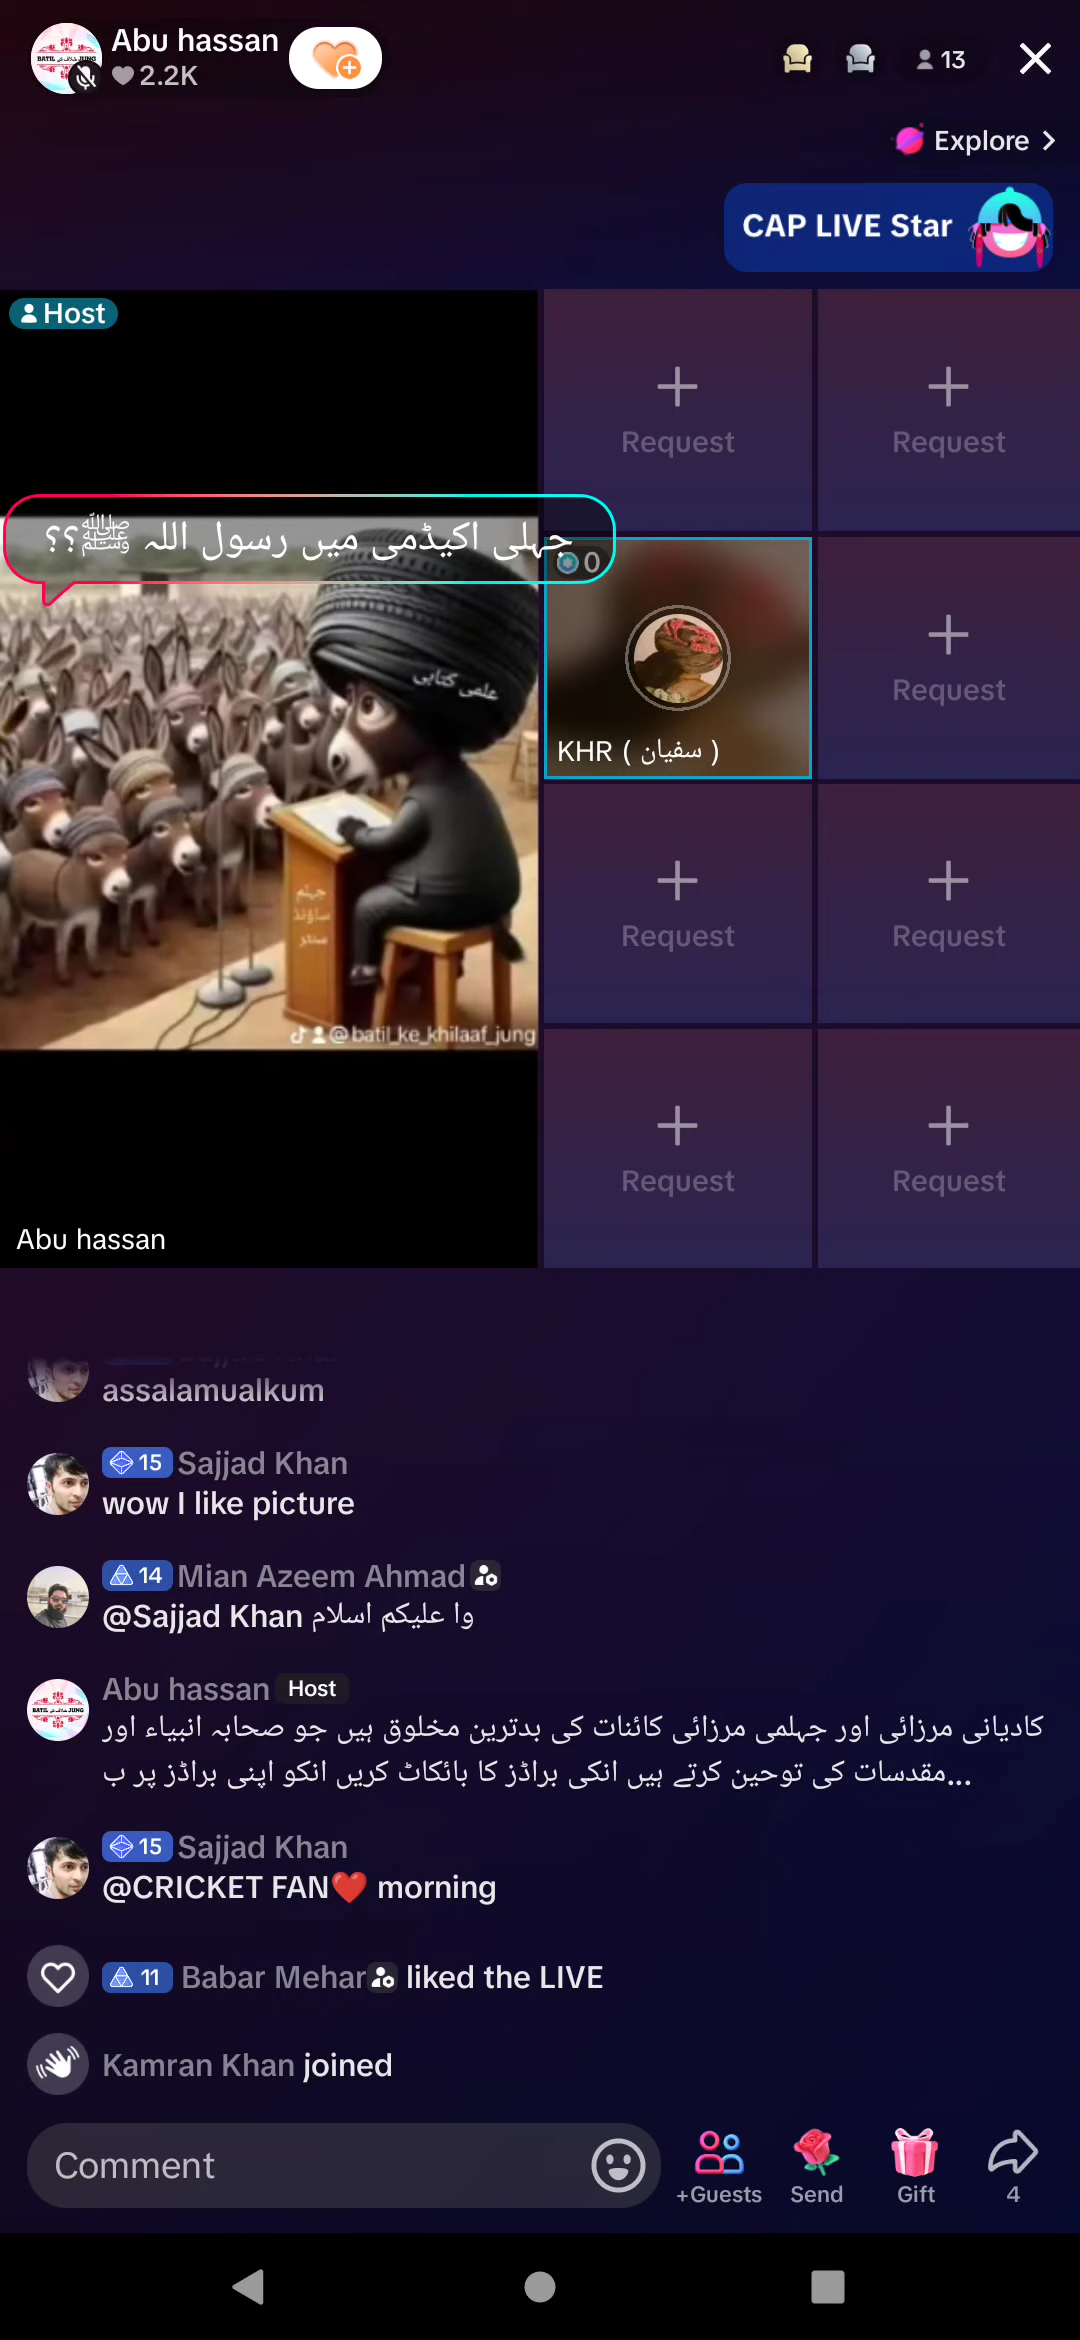 Abu hassan
2.2K
13
Explore
CAP LIVE Star
Host
Request
Request
جہلی اکیڈمی میں رسول اللہ ﷺ؟؟
0
علمی کتابی
KHR ( سفیان )
Request
جہلم
ساؤنڈ
سنٹر
Request
Request
@batil_ke_khilaaf_jung
Request
Request
Abu hassan
assalamualkum
15 Sajjad Khan
wow I like picture
14 Mian Azeem Ahmad
@Sajjad Khan وا علیکم اسلام
Abu hassan Host
کادیانی مرزائی اور جہلمی مرزائی کائنات کی بدترین مخلوق ہیں جو صحابہ انبیاء اور
مقدسات کی توحین کرتے ہیں انکی براڈز کا بائکاٹ کریں انکو اپنی براڈز پر ب...
15 Sajjad Khan
@CRICKET FAN❤️ morning
11 Babar Mehar liked the LIVE
Kamran Khan joined
Comment
+Guests
Send
Gift
4